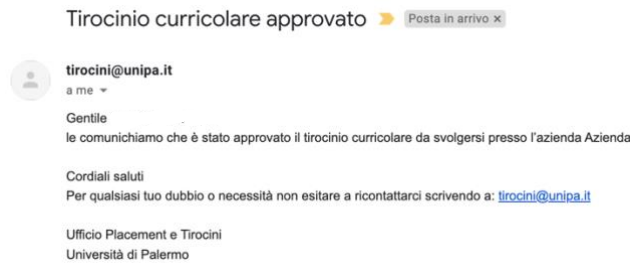 Tirocinio curricolare approvato Posta in arrivo ×
tirocini@unipa.it
a me
Gentile
le comunichiamo che è stato approvato il tirocinio curricolare da svolgersi presso l'azienda Azienda
Cordiali saluti
Per qualsiasi tuo dubbio o necessità non esitare a ricontattarci scrivendo a: tirocini@unipa.it
Ufficio Placement e Tirocini
Università di Palermo